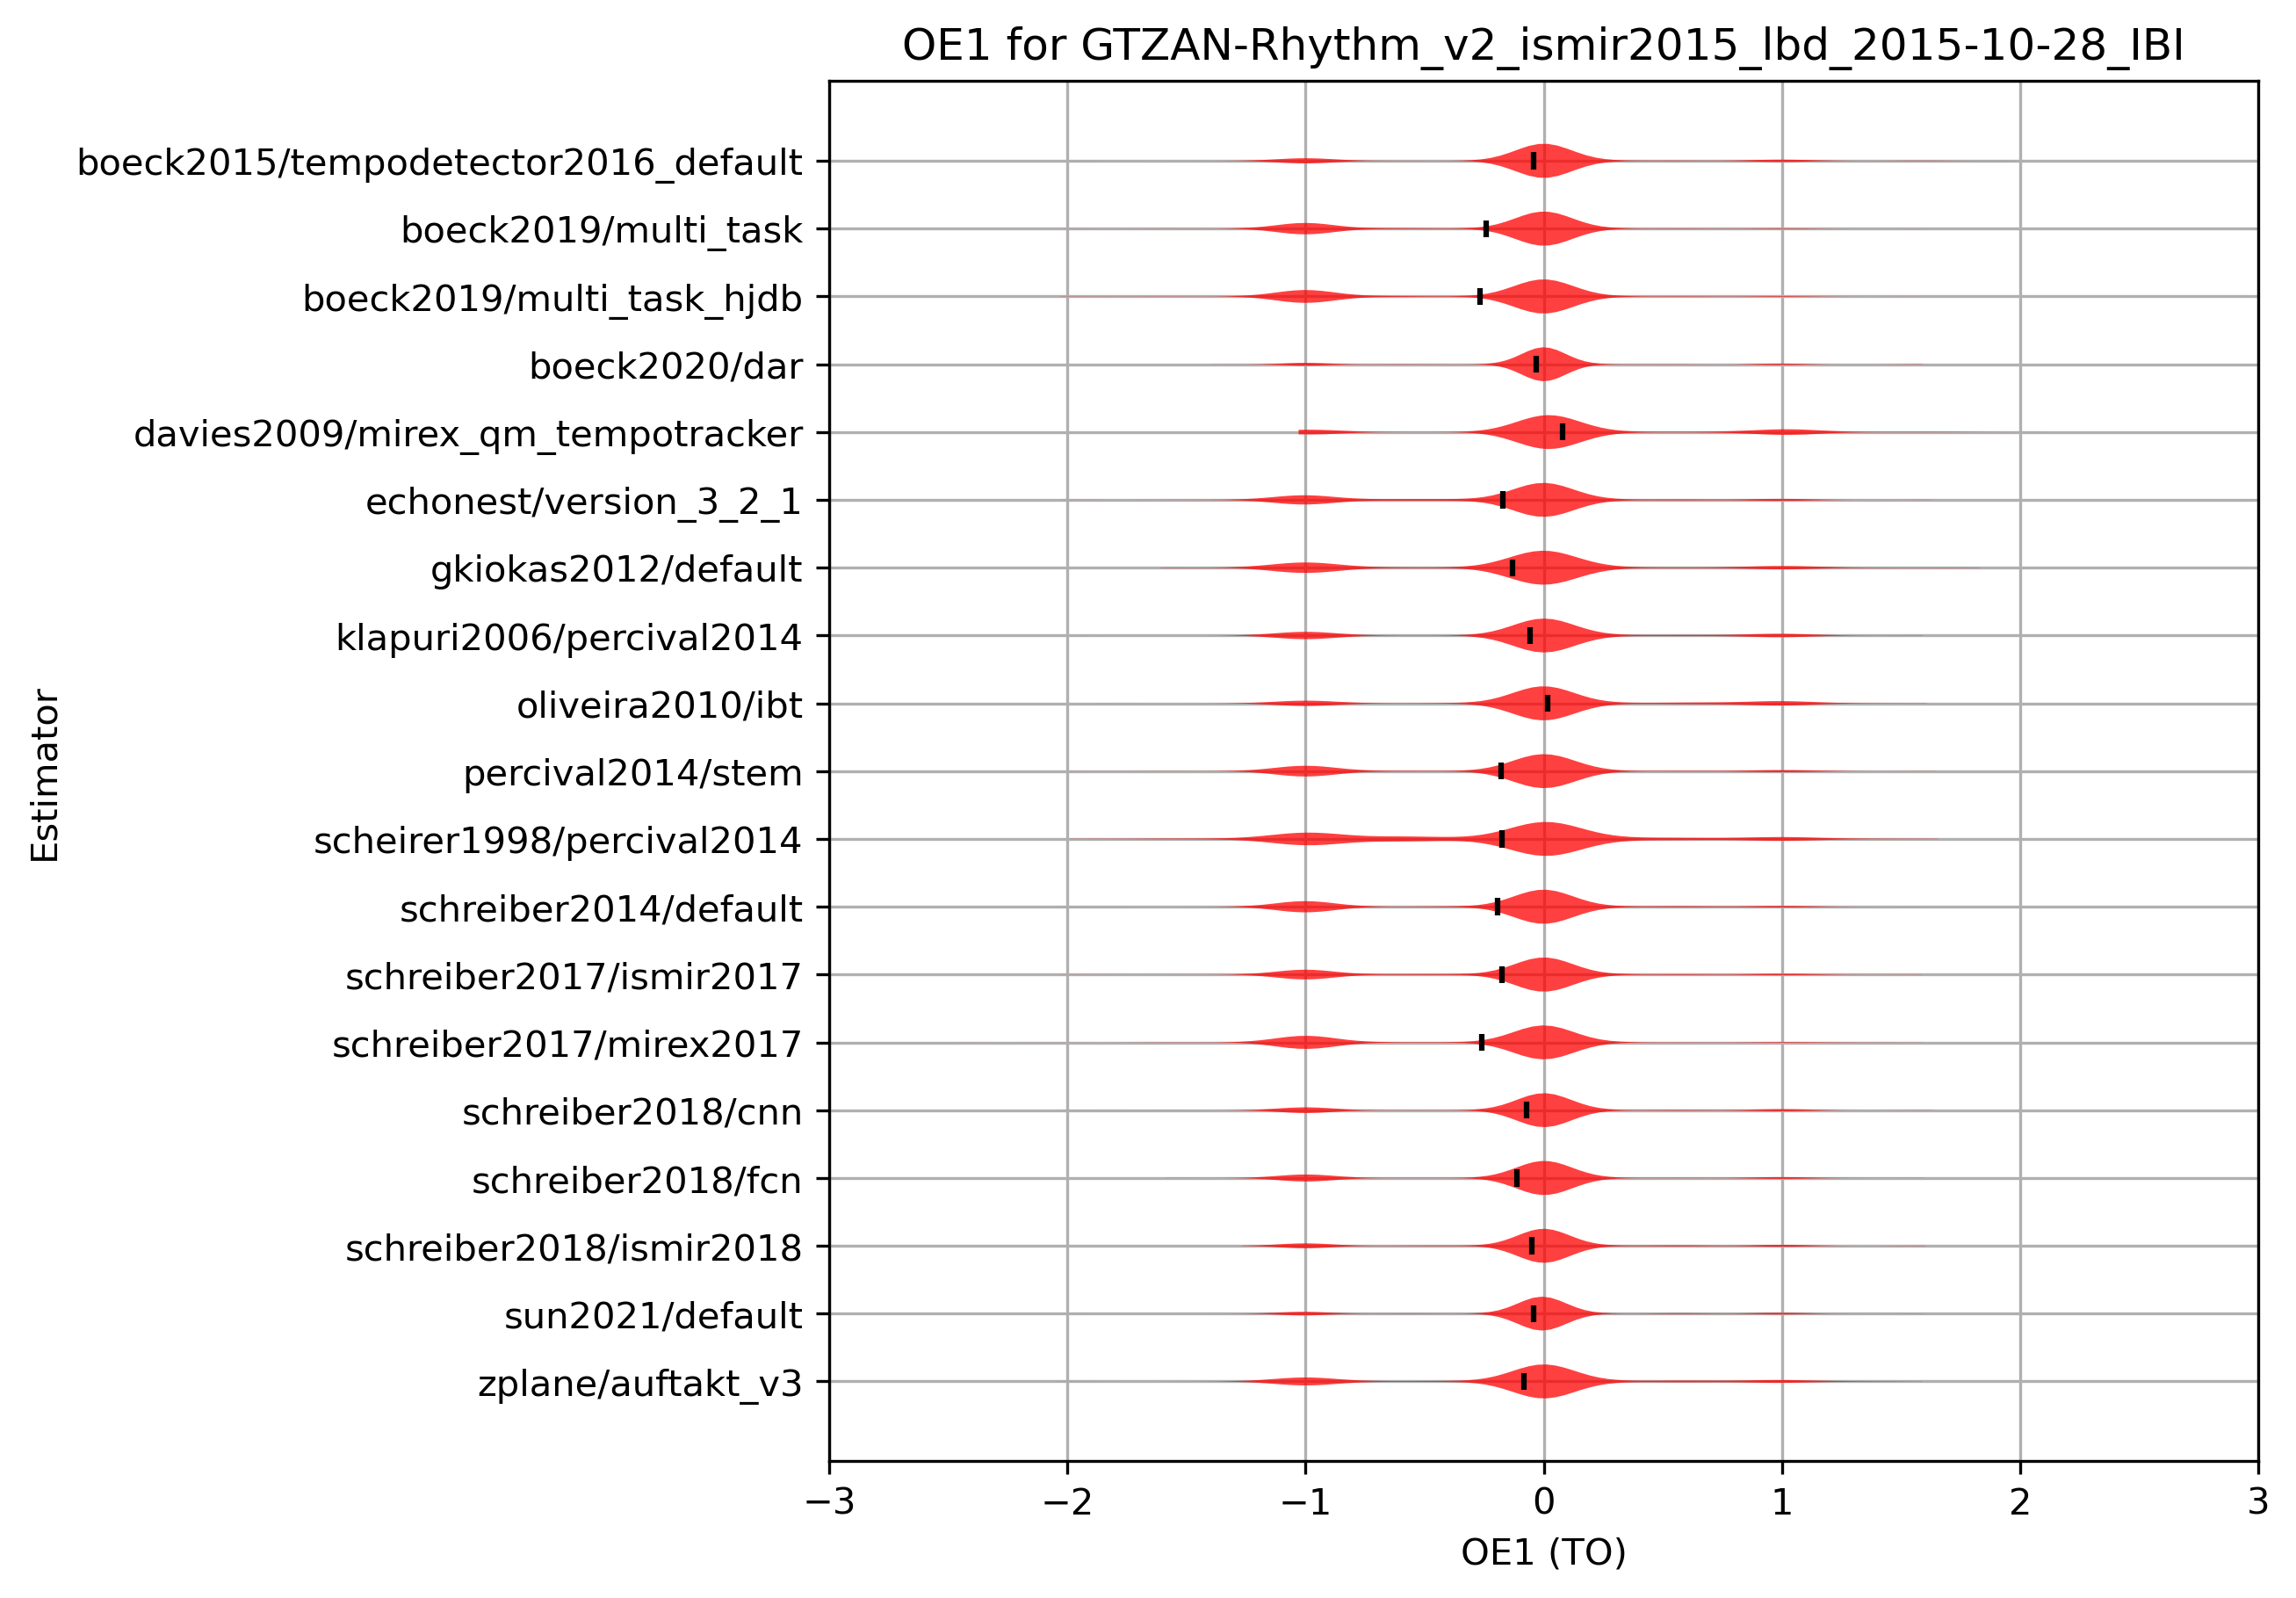 OE1 for GTZAN-Rhythm_v2_ismir2015_lbd_2015-10-28_IBI
Estimator
boeck2015/tempodetector2016_default
boeck2019/multi_task
boeck2019/multi_task_hjdb
boeck2020/dar
davies2009/mirex_qm_tempotracker
echonest/version_3_2_1
gkiokas2012/default
klapuri2006/percival2014
oliveira2010/ibt
percival2014/stem
scheirer1998/percival2014
schreiber2014/default
schreiber2017/ismir2017
schreiber2017/mirex2017
schreiber2018/cnn
schreiber2018/fcn
schreiber2018/ismir2018
sun2021/default
zplane/auftakt_v3
−3 −2 −1 0 1 2 3
OE1 (TO)